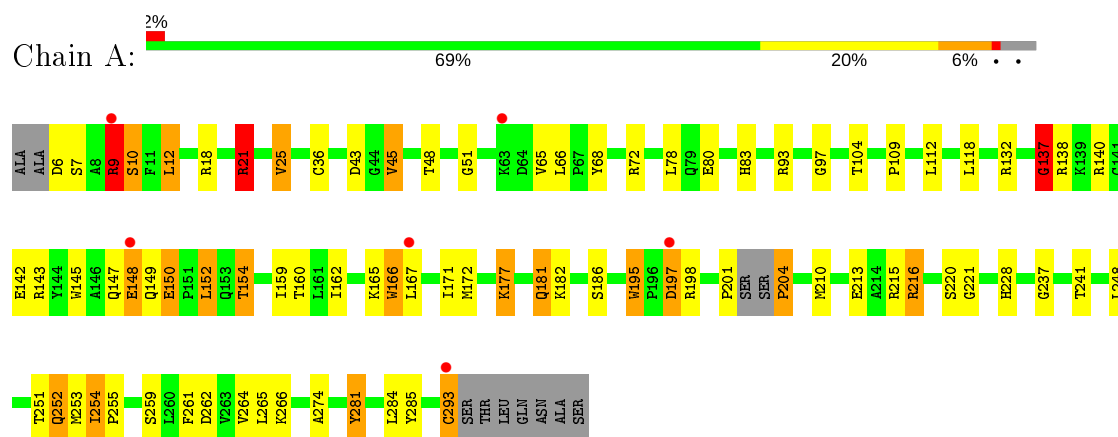 2%
Chain A:
69% 20% 6% • •
ALA ALA D6 S7 A8 R9 S10 F11 L12 R18 R21 V25 C36 D43 G44 V45 T48 G51 K63 D64 V65 L66 P67 Y68 R72 L78 Q79 E80 H83 R93 G97 T104 P109 L112 L118 R132 G137 R138 K139 R140 G141
E142 R143 Y144 W145 A146 Q147 E148 Q149 E150 P151 L152 Q153 T154 I159 T160 L161 I162 K165 W166 L167 I171 M172 K177 Q181 K182 S186 W195 P196 D197 R198 P201 SER SER P204 M210 E213 A214 R215 R216 S220 G221 H228 G237 T241 L248
T251 Q252 M253 I254 P255 S259 L260 F261 D262 V263 V264 L265 K266 A274 Y281 L284 Y285 C293 SER THR LEU GLN ASN ALA SER